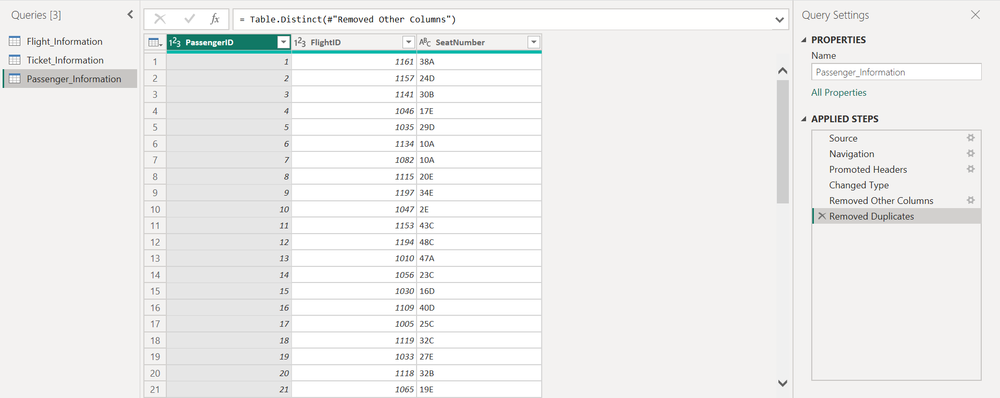 Queries [3]
Flight_Information
Ticket_Information
Passenger_Information
fx = Table.Distinct(#"Removed Other Columns")
123 PassengerID 123 FlightID ABC SeatNumber
1 1 1161 38A
2 2 1157 24D
3 3 1141 30B
4 4 1046 17E
5 5 1035 29D
6 6 1134 10A
7 7 1082 10A
8 8 1115 20E
9 9 1197 34E
10 10 1047 2E
11 11 1153 43C
12 12 1194 48C
13 13 1010 47A
14 14 1056 23C
15 15 1030 16D
16 16 1109 40D
17 17 1005 25C
18 18 1119 32C
19 19 1033 27E
20 20 1118 32B
21 21 1065 19E
Query Settings
PROPERTIES
Name
Passenger_Information
All Properties
APPLIED STEPS
Source
Navigation
Promoted Headers
Changed Type
Removed Other Columns
Removed Duplicates